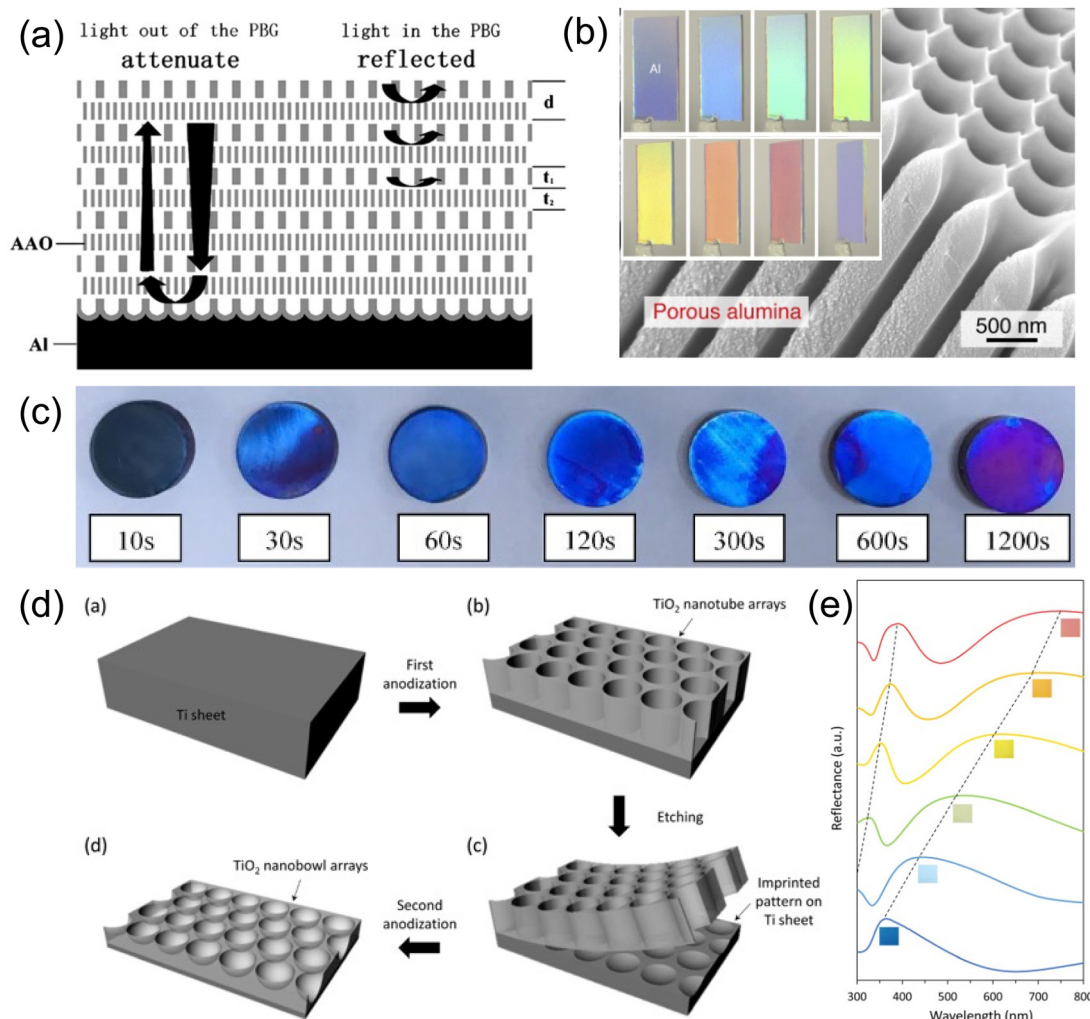 (a)
light out of the PBG
attenuate
light in the PBG
reflected
d
t₁
t₂
AAO
Al
(b)
Al
Porous alumina
500 nm
(c)
10s
30s
60s
120s
300s
600s
1200s
(d)
(a)
Ti sheet
First
anodization
(b)
TiO₂ nanotube arrays
Etching
(d)
TiO₂ nanobowl arrays
Second
anodization
(c)
Imprinted
pattern on
Ti sheet
(e)
Reflectance (a.u.)
300 400 500 600 700 800
Wavelength (nm)